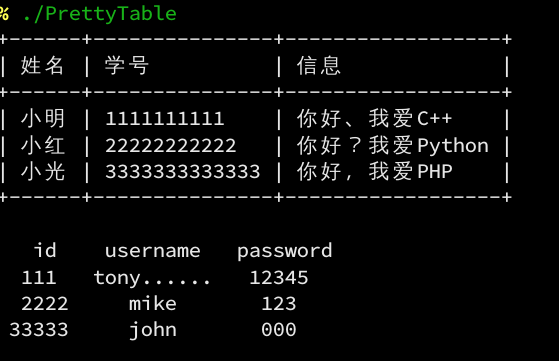 % ./PrettyTable
+------+---------------+------------------+
| 姓名 | 学号          | 信息             |
+------+---------------+------------------+
| 小明 | 1111111111    | 你好、我爱C++    |
| 小红 | 22222222222   | 你好？我爱Python |
| 小光 | 3333333333333 | 你好, 我爱PHP    |
+------+---------------+------------------+
id username password
111 tony...... 12345
2222 mike 123
33333 john 000